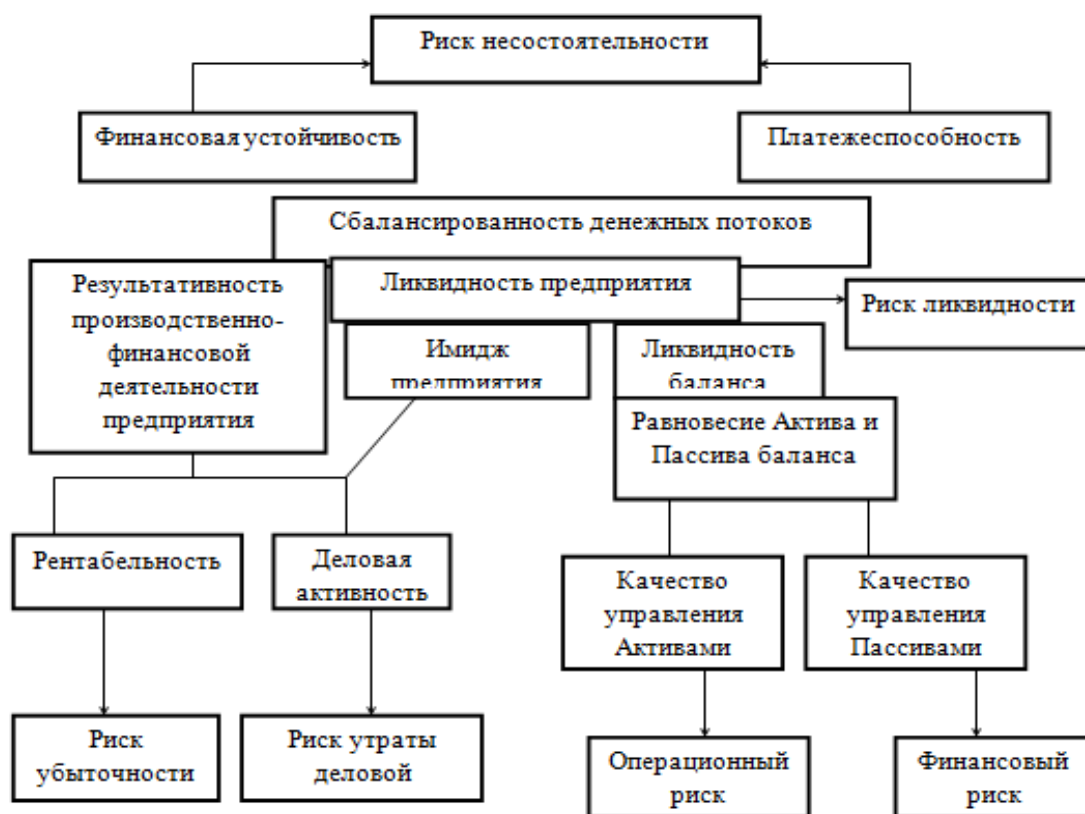 Риск несостоятельности
Финансовая устойчивость
Платежеспособность
Сбалансированность денежных потоков
Результативность
производственно-
финансовой
деятельности
предприятия
Ликвидность предприятия
Риск ликвидности
Имидж
предприятия
Ликвидность
баланса
Равновесие Актива и
Пассива баланса
Рентабельность
Деловая
активность
Качество
управления
Активами
Качество
управления
Пассивами
Риск
убыточности
Риск утраты
деловой
Операционный
риск
Финансовый
риск